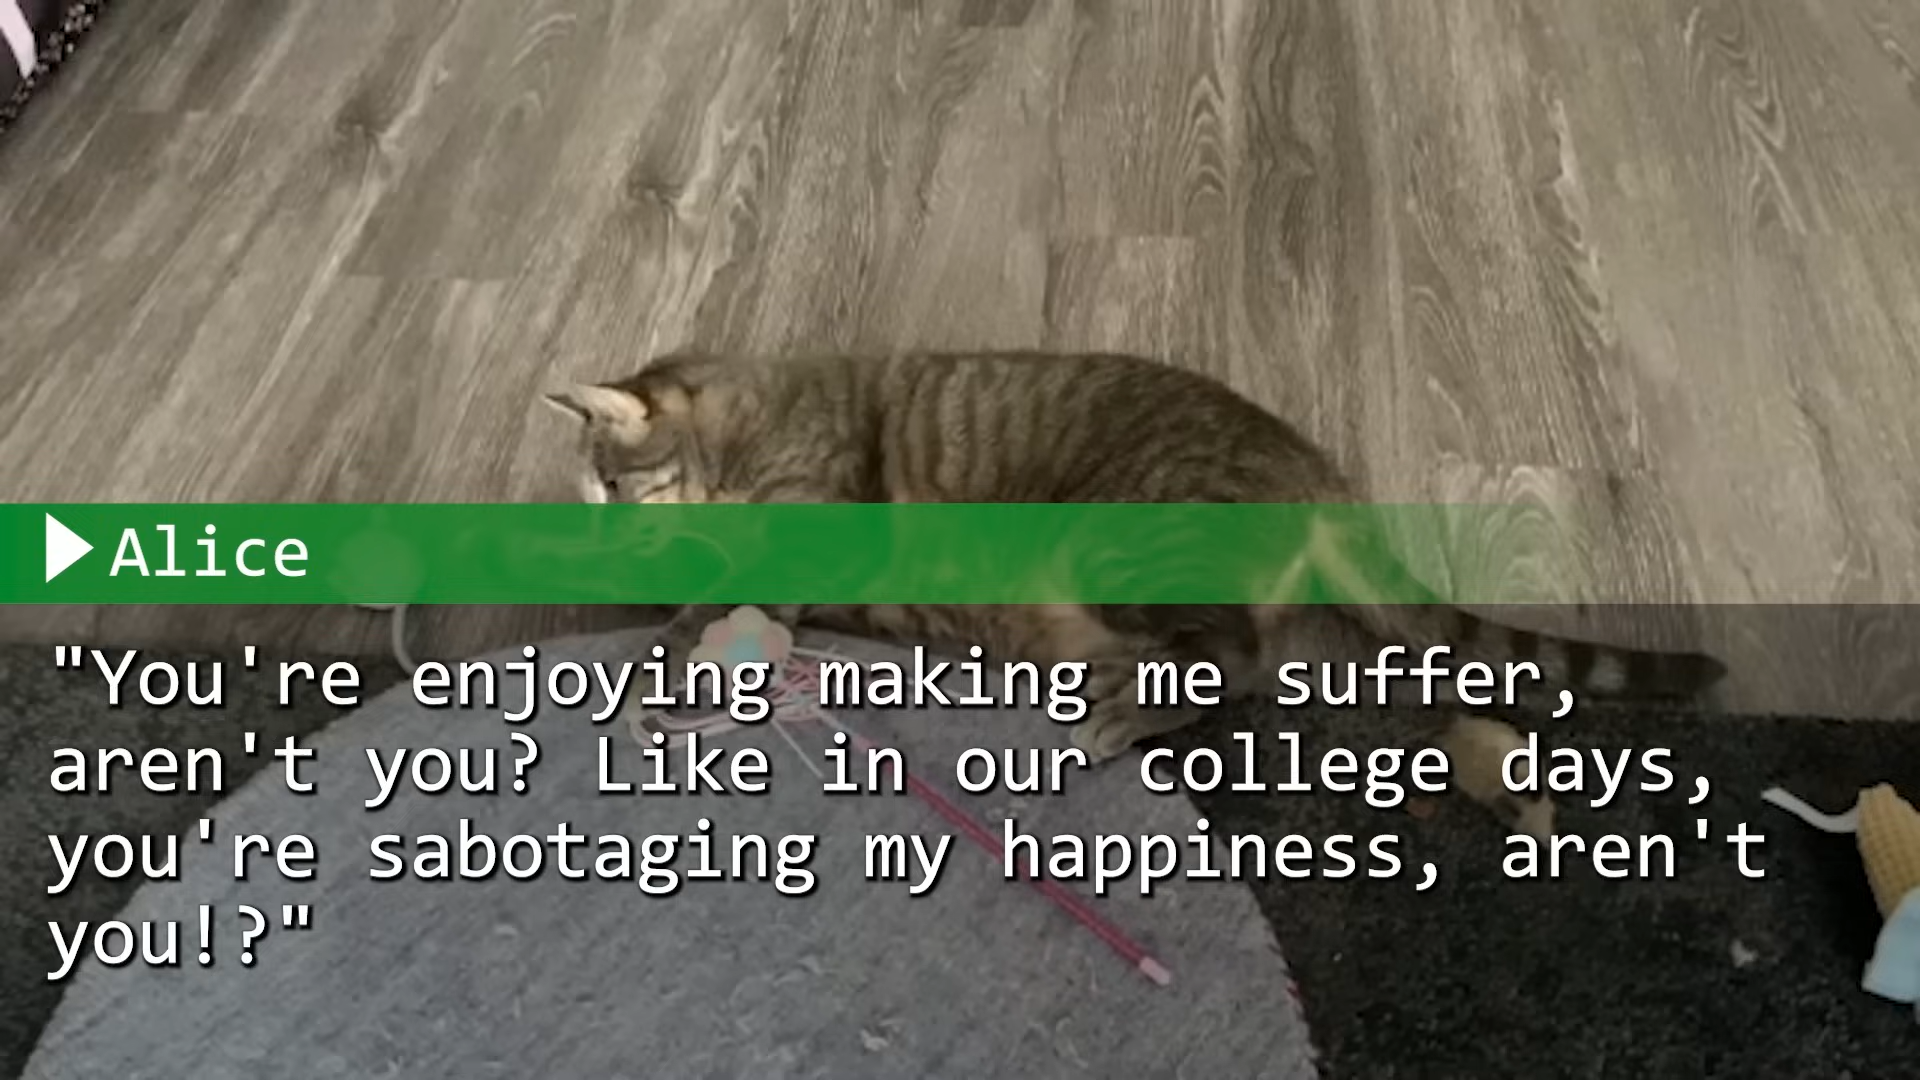 Alice
"You're enjoying making me suffer,
aren't you? Like in our college days,
you're sabotaging my happiness, aren't
you!?"